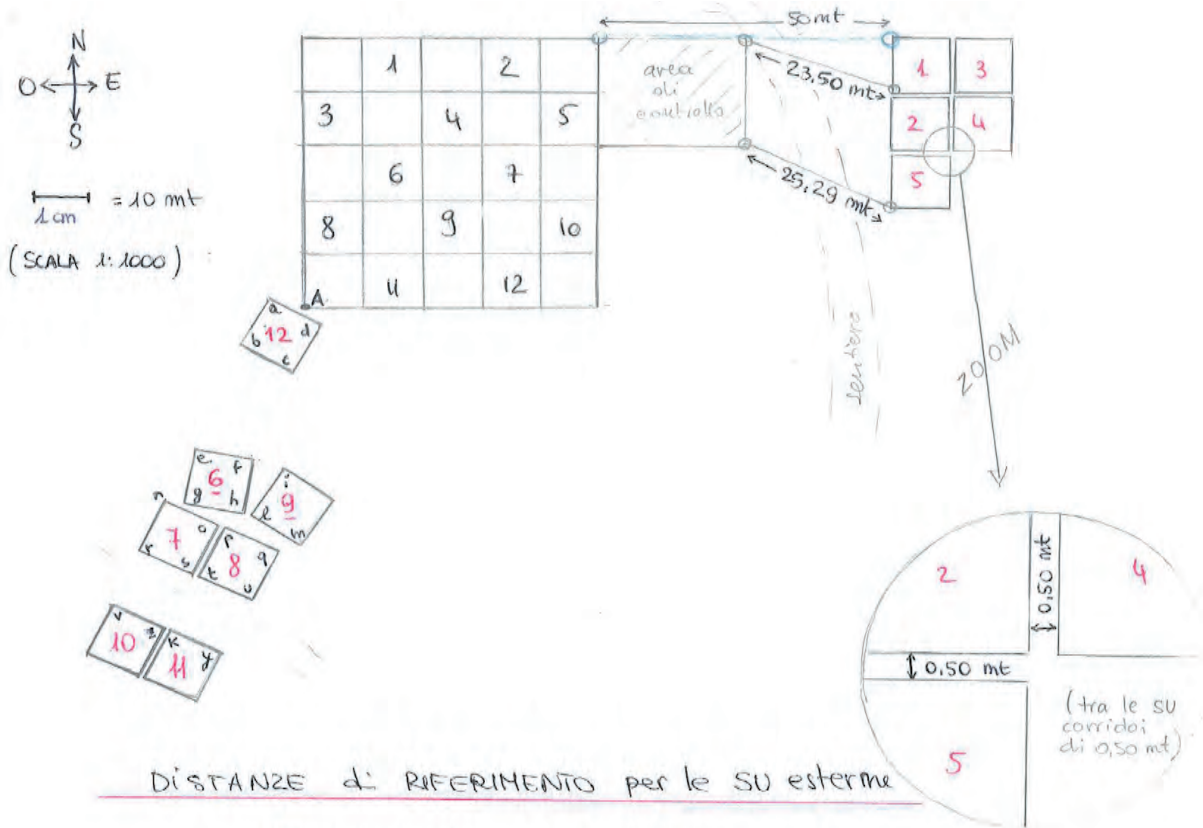 N
O E
S
1 cm = 10 mt
(SCALA 1:1000)
50 mt
1 2
3 4 5
6 7
8 9 10
11 12
A
area
di
controllo
23,50 mt
25,29 mt
1 3
2 4
5
sentiero
200M
a
b 12 d
c
e f
6
g h
i
9
l m
n o
7
r s
p q
8
t u
v z
10
k y
11
2 4
0,50 mt
0,50 mt
5
(tra le SU
corridoi
di 0,50 mt)
DISTANZE di RIFERIMENTO per le SU esterne